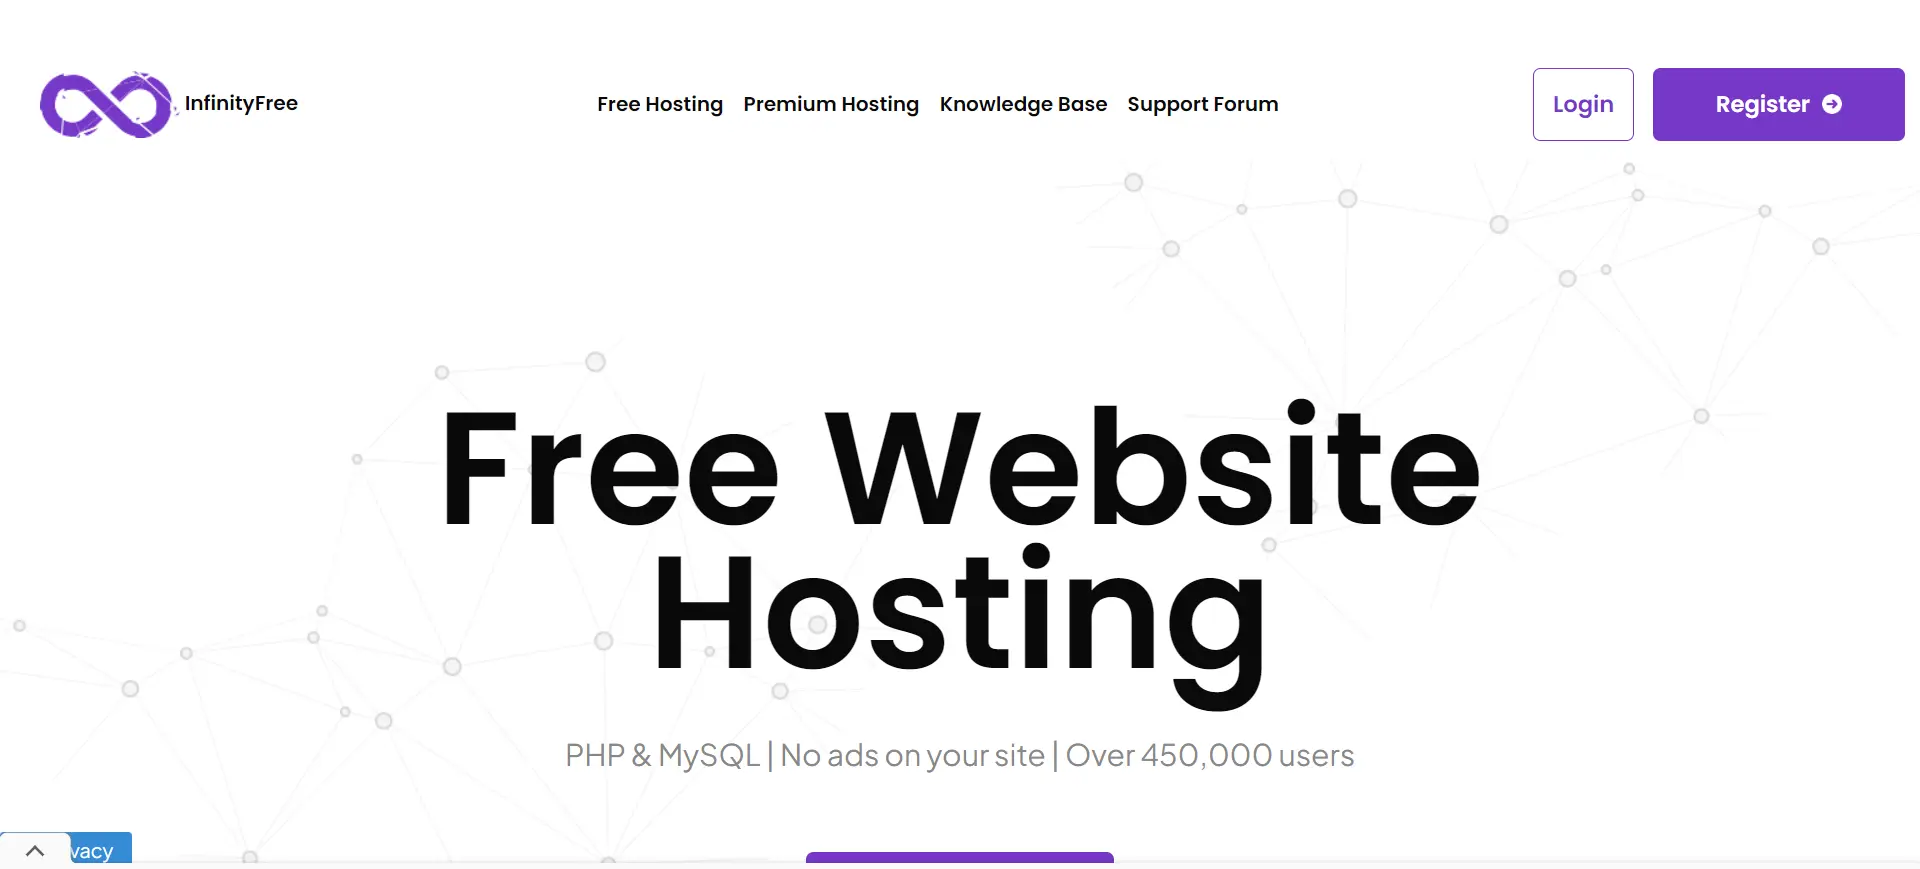 InfinityFree
Free Hosting
Premium Hosting
Knowledge Base
Support Forum
Login
Register
Free Website
Hosting
PHP & MySQL | No ads on your site | Over 450,000 users